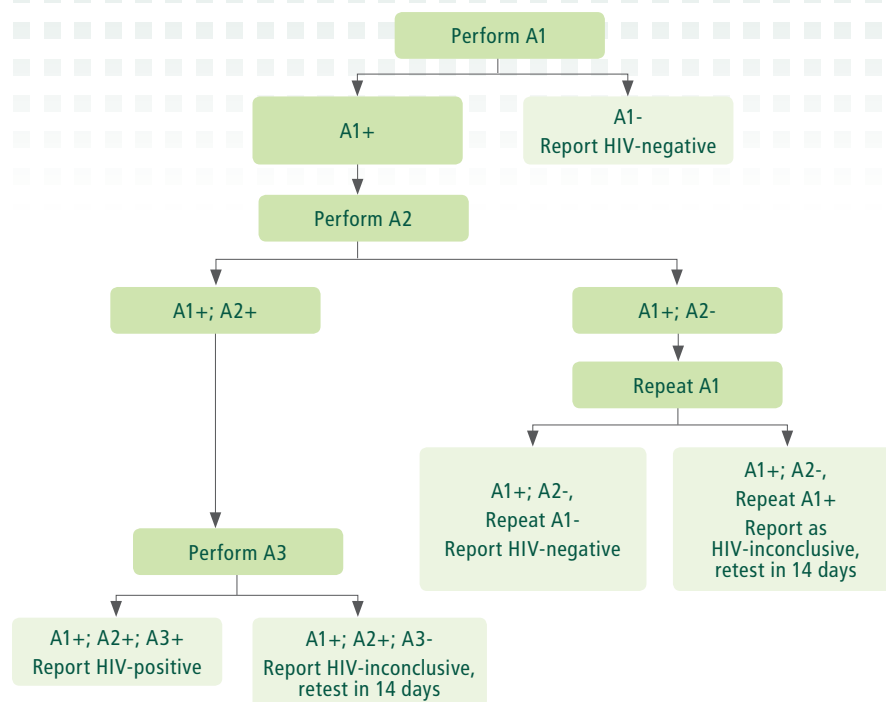 Perform A1
A1+
A1-
Report HIV-negative
Perform A2
A1+; A2+
A1+; A2-
Repeat A1
A1+; A2-,
Repeat A1-
Report HIV-negative
A1+; A2-,
Repeat A1+
Report as
HIV-inconclusive,
retest in 14 days
Perform A3
A1+; A2+; A3+
Report HIV-positive
A1+; A2+; A3-
Report HIV-inconclusive,
retest in 14 days